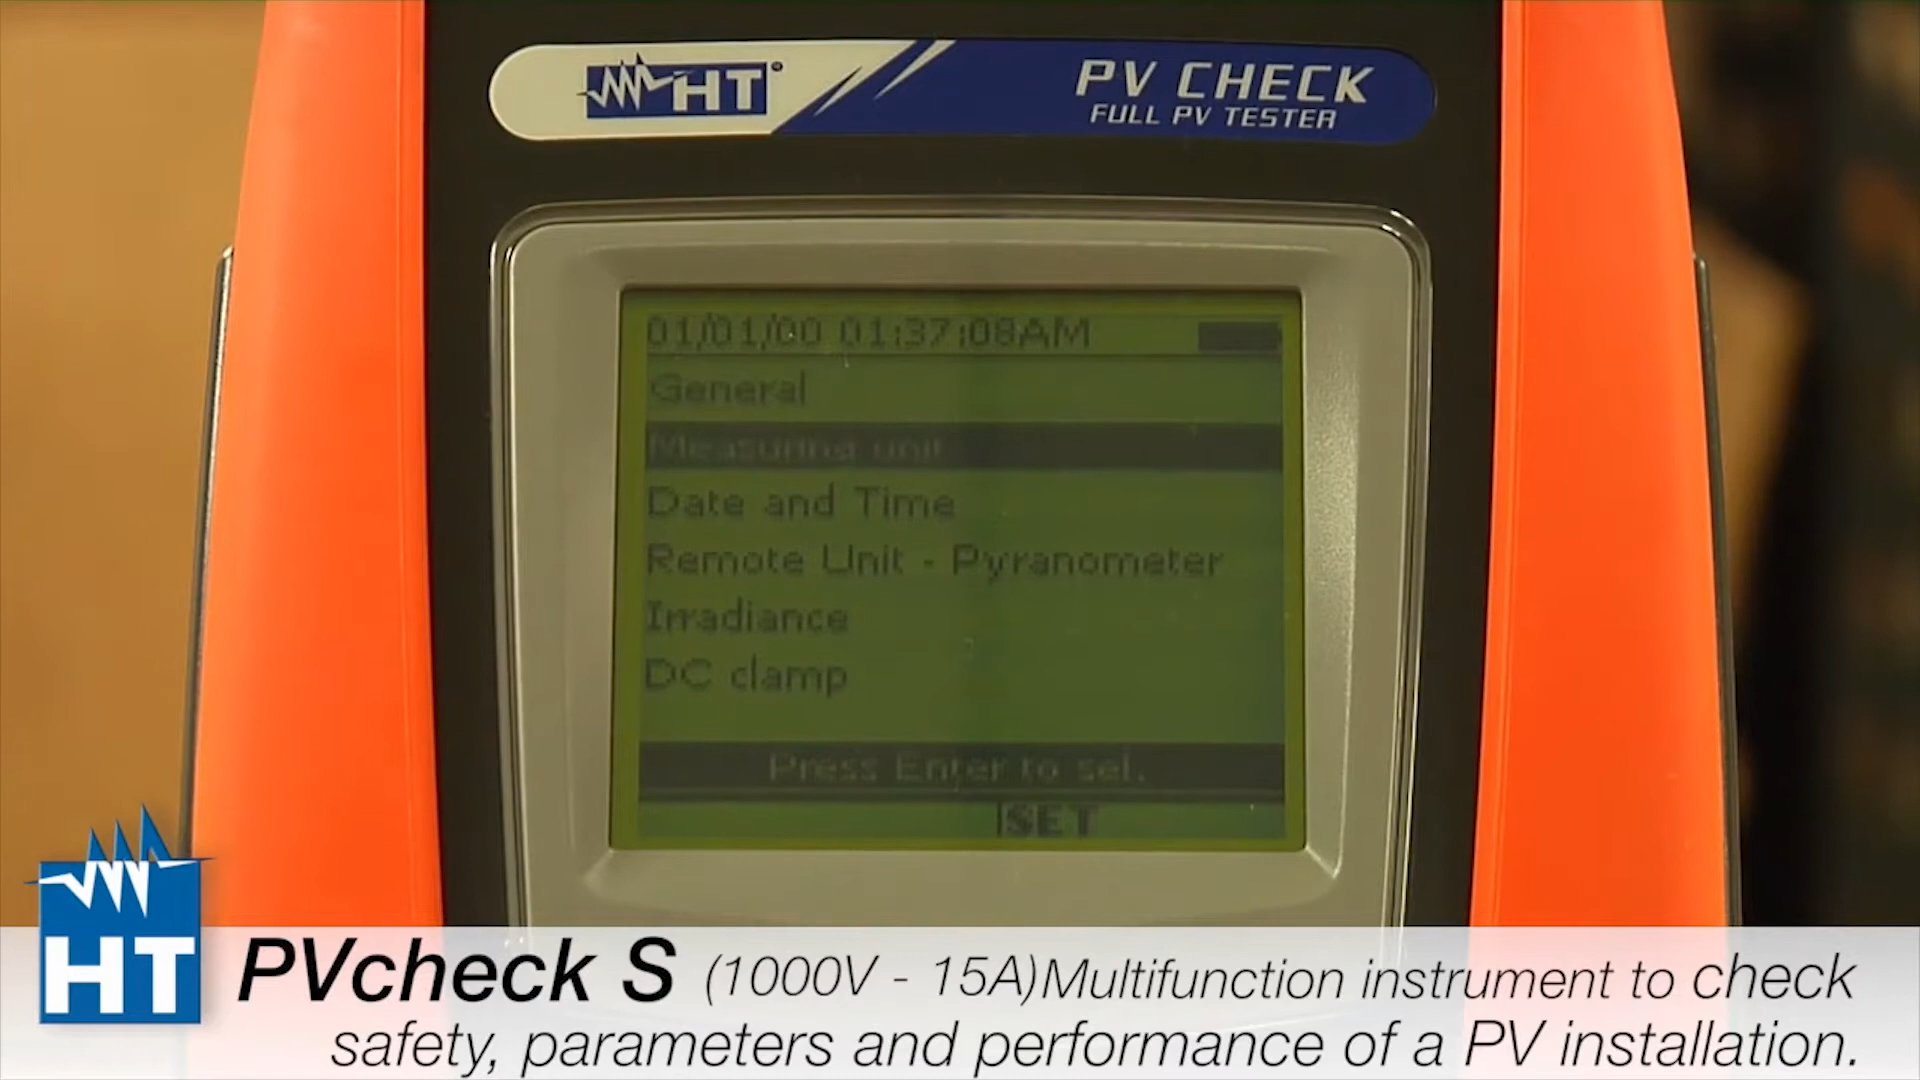 HT
PV CHECK
FULL PV TESTER
01/01/00 01:37:08AM
General
Measuring unit
Date and Time
Remote Unit - Pyranometer
Irradiance
DC clamp
Press Enter to sel.
SET
HT
PVcheck S (1000V - 15A)Multifunction instrument to check
safety, parameters and performance of a PV installation.